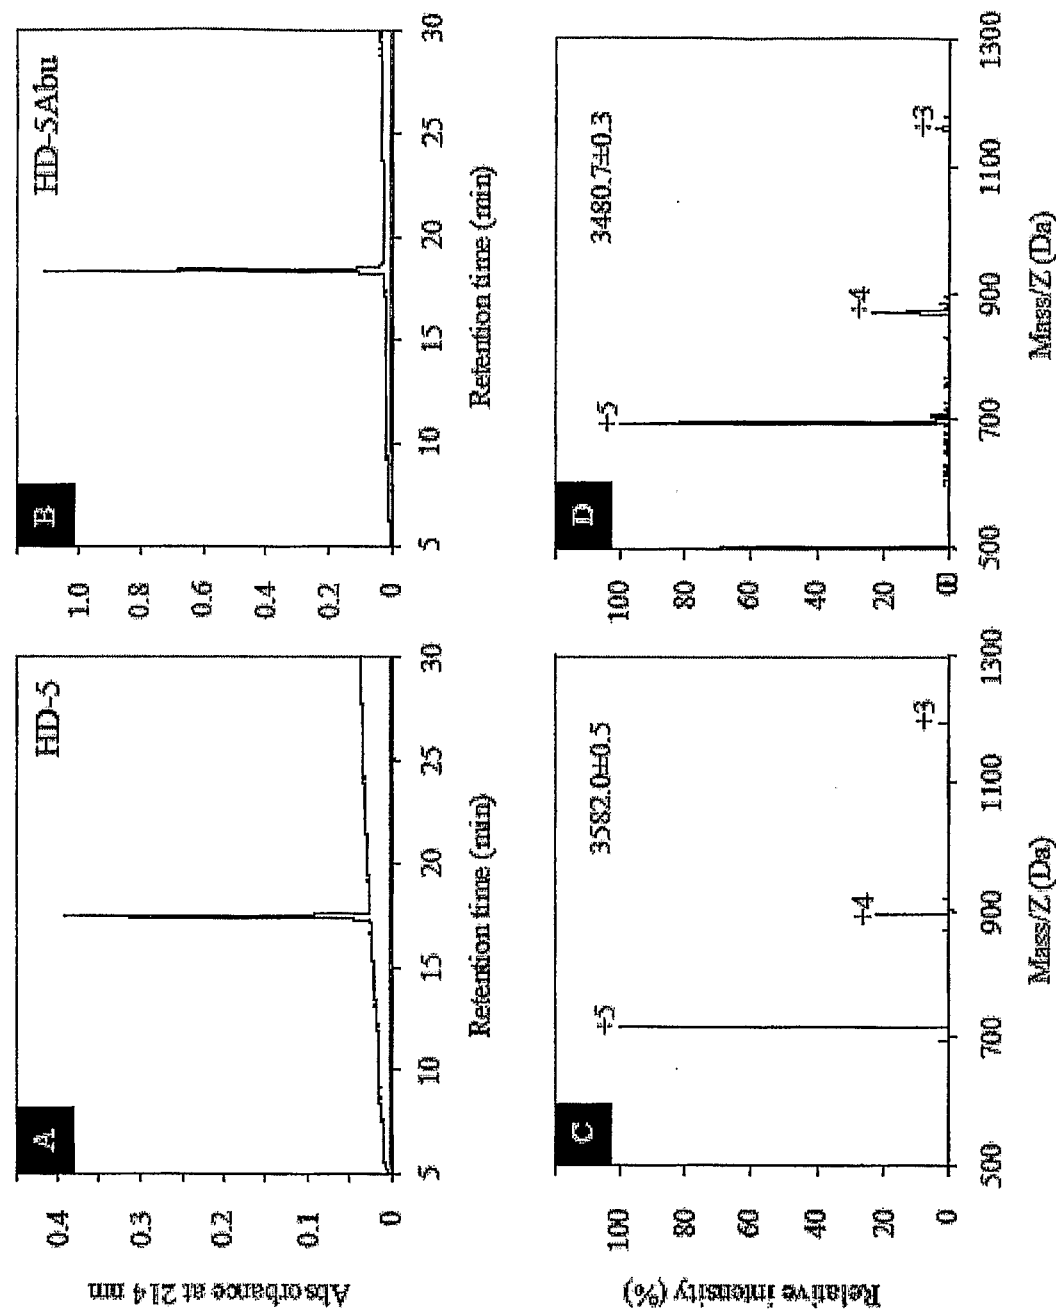 A
HD-5
0.4
0.3
0.2
0.1
0
Absorbance at 214 nm
5 10 15 20 25 30
Retention time (min)
B
HD-5Abu
1.0
0.8
0.6
0.4
0.2
0
5 10 15 20 25 30
Retention time (min)
C
3582.0±0.5
+5
+4
+3
100
80
60
40
20
0
Relative intensity (%)
500 700 900 1100 1300
Mass/Z (Da)
D
3480.7±0.3
+5
+4
+3
100
80
60
40
20
0
500 700 900 1100 1300
Mass/Z (Da)